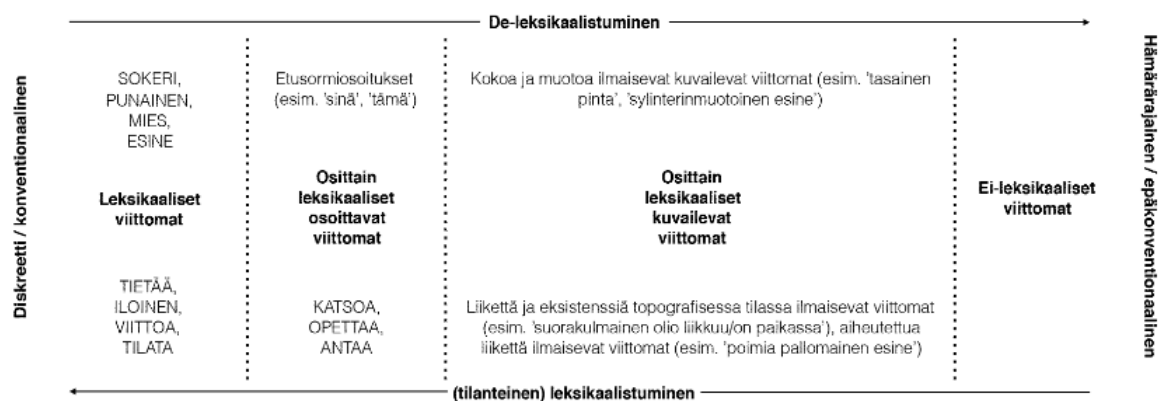 De-leksikaalistuminen
Diskreetti / konventionaalinen
SOKERI,
PUNAINEN,
MIES,
ESINE
Etusormiosoitukset
(esim. 'sinä', 'tämä')
Kokoa ja muotoa ilmaisevat kuvailevat viittomat (esim. 'tasainen
pinta', 'sylinterinmuotoinen esine')
Leksikaaliset
viittomat
Osittain
leksikaaliset
osoittavat
viittomat
Osittain
leksikaaliset
kuvailevat
viittomat
Ei-leksikaaliset
viittomat
TIETÄÄ,
ILOINEN,
VIITTOA,
TILATA
KATSOA,
OPETTAA,
ANTAA
Liikettä ja eksistenssiä topografisessa tilassa ilmaisevat viittomat
(esim. 'suorakulmainen olio liikkuu/on paikassa'), aiheutettua
liikettä ilmaisevat viittomat (esim. 'poimia pallomainen esine')
Hämärärajainen / epäkonventionaalinen
(tilanteinen) leksikaalistuminen